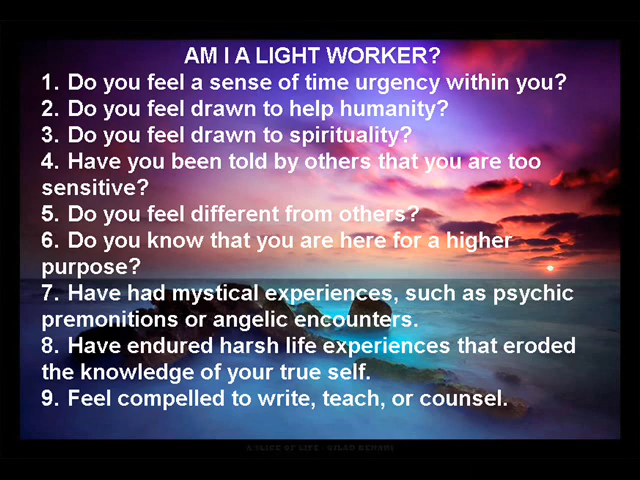 AM I A LIGHT WORKER?
1. Do you feel a sense of time urgency within you?
2. Do you feel drawn to help humanity?
3. Do you feel drawn to spirituality?
4. Have you been told by others that you are too
sensitive?
5. Do you feel different from others?
6. Do you know that you are here for a higher
purpose?
7. Have had mystical experiences, such as psychic
premonitions or angelic encounters.
8. Have endured harsh life experiences that eroded
the knowledge of your true self.
9. Feel compelled to write, teach, or counsel.
A SLICE OF LIFE